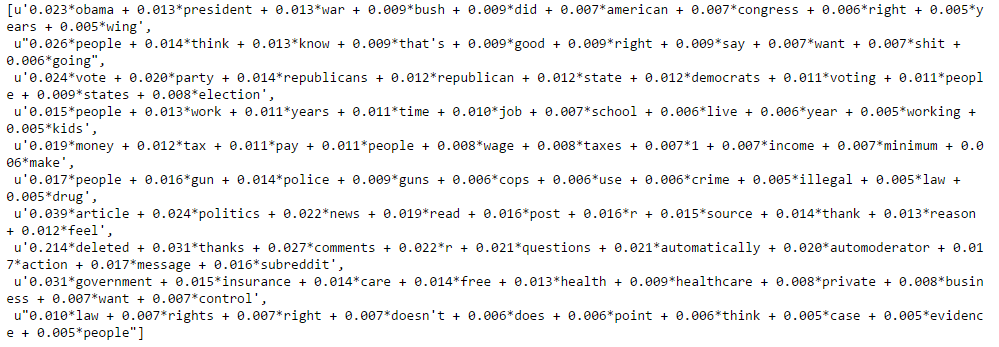 [u'0.023*obama + 0.013*president + 0.013*war + 0.009*bush + 0.009*did + 0.007*american + 0.007*congress + 0.006*right + 0.005*y
ears + 0.005*wing',
u"0.026*people + 0.014*think + 0.013*know + 0.009*that's + 0.009*good + 0.009*right + 0.009*say + 0.007*want + 0.007*shit +
0.006*going",
u'0.024*vote + 0.020*party + 0.014*republicans + 0.012*republican + 0.012*state + 0.012*democrats + 0.011*voting + 0.011*peopl
e + 0.009*states + 0.008*election',
u'0.015*people + 0.013*work + 0.011*years + 0.011*time + 0.010*job + 0.007*school + 0.006*live + 0.006*year + 0.005*working +
0.005*kids',
u'0.019*money + 0.012*tax + 0.011*pay + 0.011*people + 0.008*wage + 0.008*taxes + 0.007*1 + 0.007*income + 0.007*minimum + 0.0
06*make',
u'0.017*people + 0.016*gun + 0.014*police + 0.009*guns + 0.006*cops + 0.006*use + 0.006*crime + 0.005*illegal + 0.005*law +
0.005*drug',
u'0.039*article + 0.024*politics + 0.022*news + 0.019*read + 0.016*post + 0.016*r + 0.015*source + 0.014*thank + 0.013*reason
+ 0.012*feel',
u'0.214*deleted + 0.031*thanks + 0.027*comments + 0.022*r + 0.021*questions + 0.021*automatically + 0.020*automoderator + 0.01
7*action + 0.017*message + 0.016*subreddit',
u'0.031*government + 0.015*insurance + 0.014*care + 0.014*free + 0.013*health + 0.009*healthcare + 0.008*private + 0.008*busin
ess + 0.007*want + 0.007*control',
u"0.010*law + 0.007*rights + 0.007*right + 0.007*doesn't + 0.006*does + 0.006*point + 0.006*think + 0.005*case + 0.005*evidenc
e + 0.005*people"]